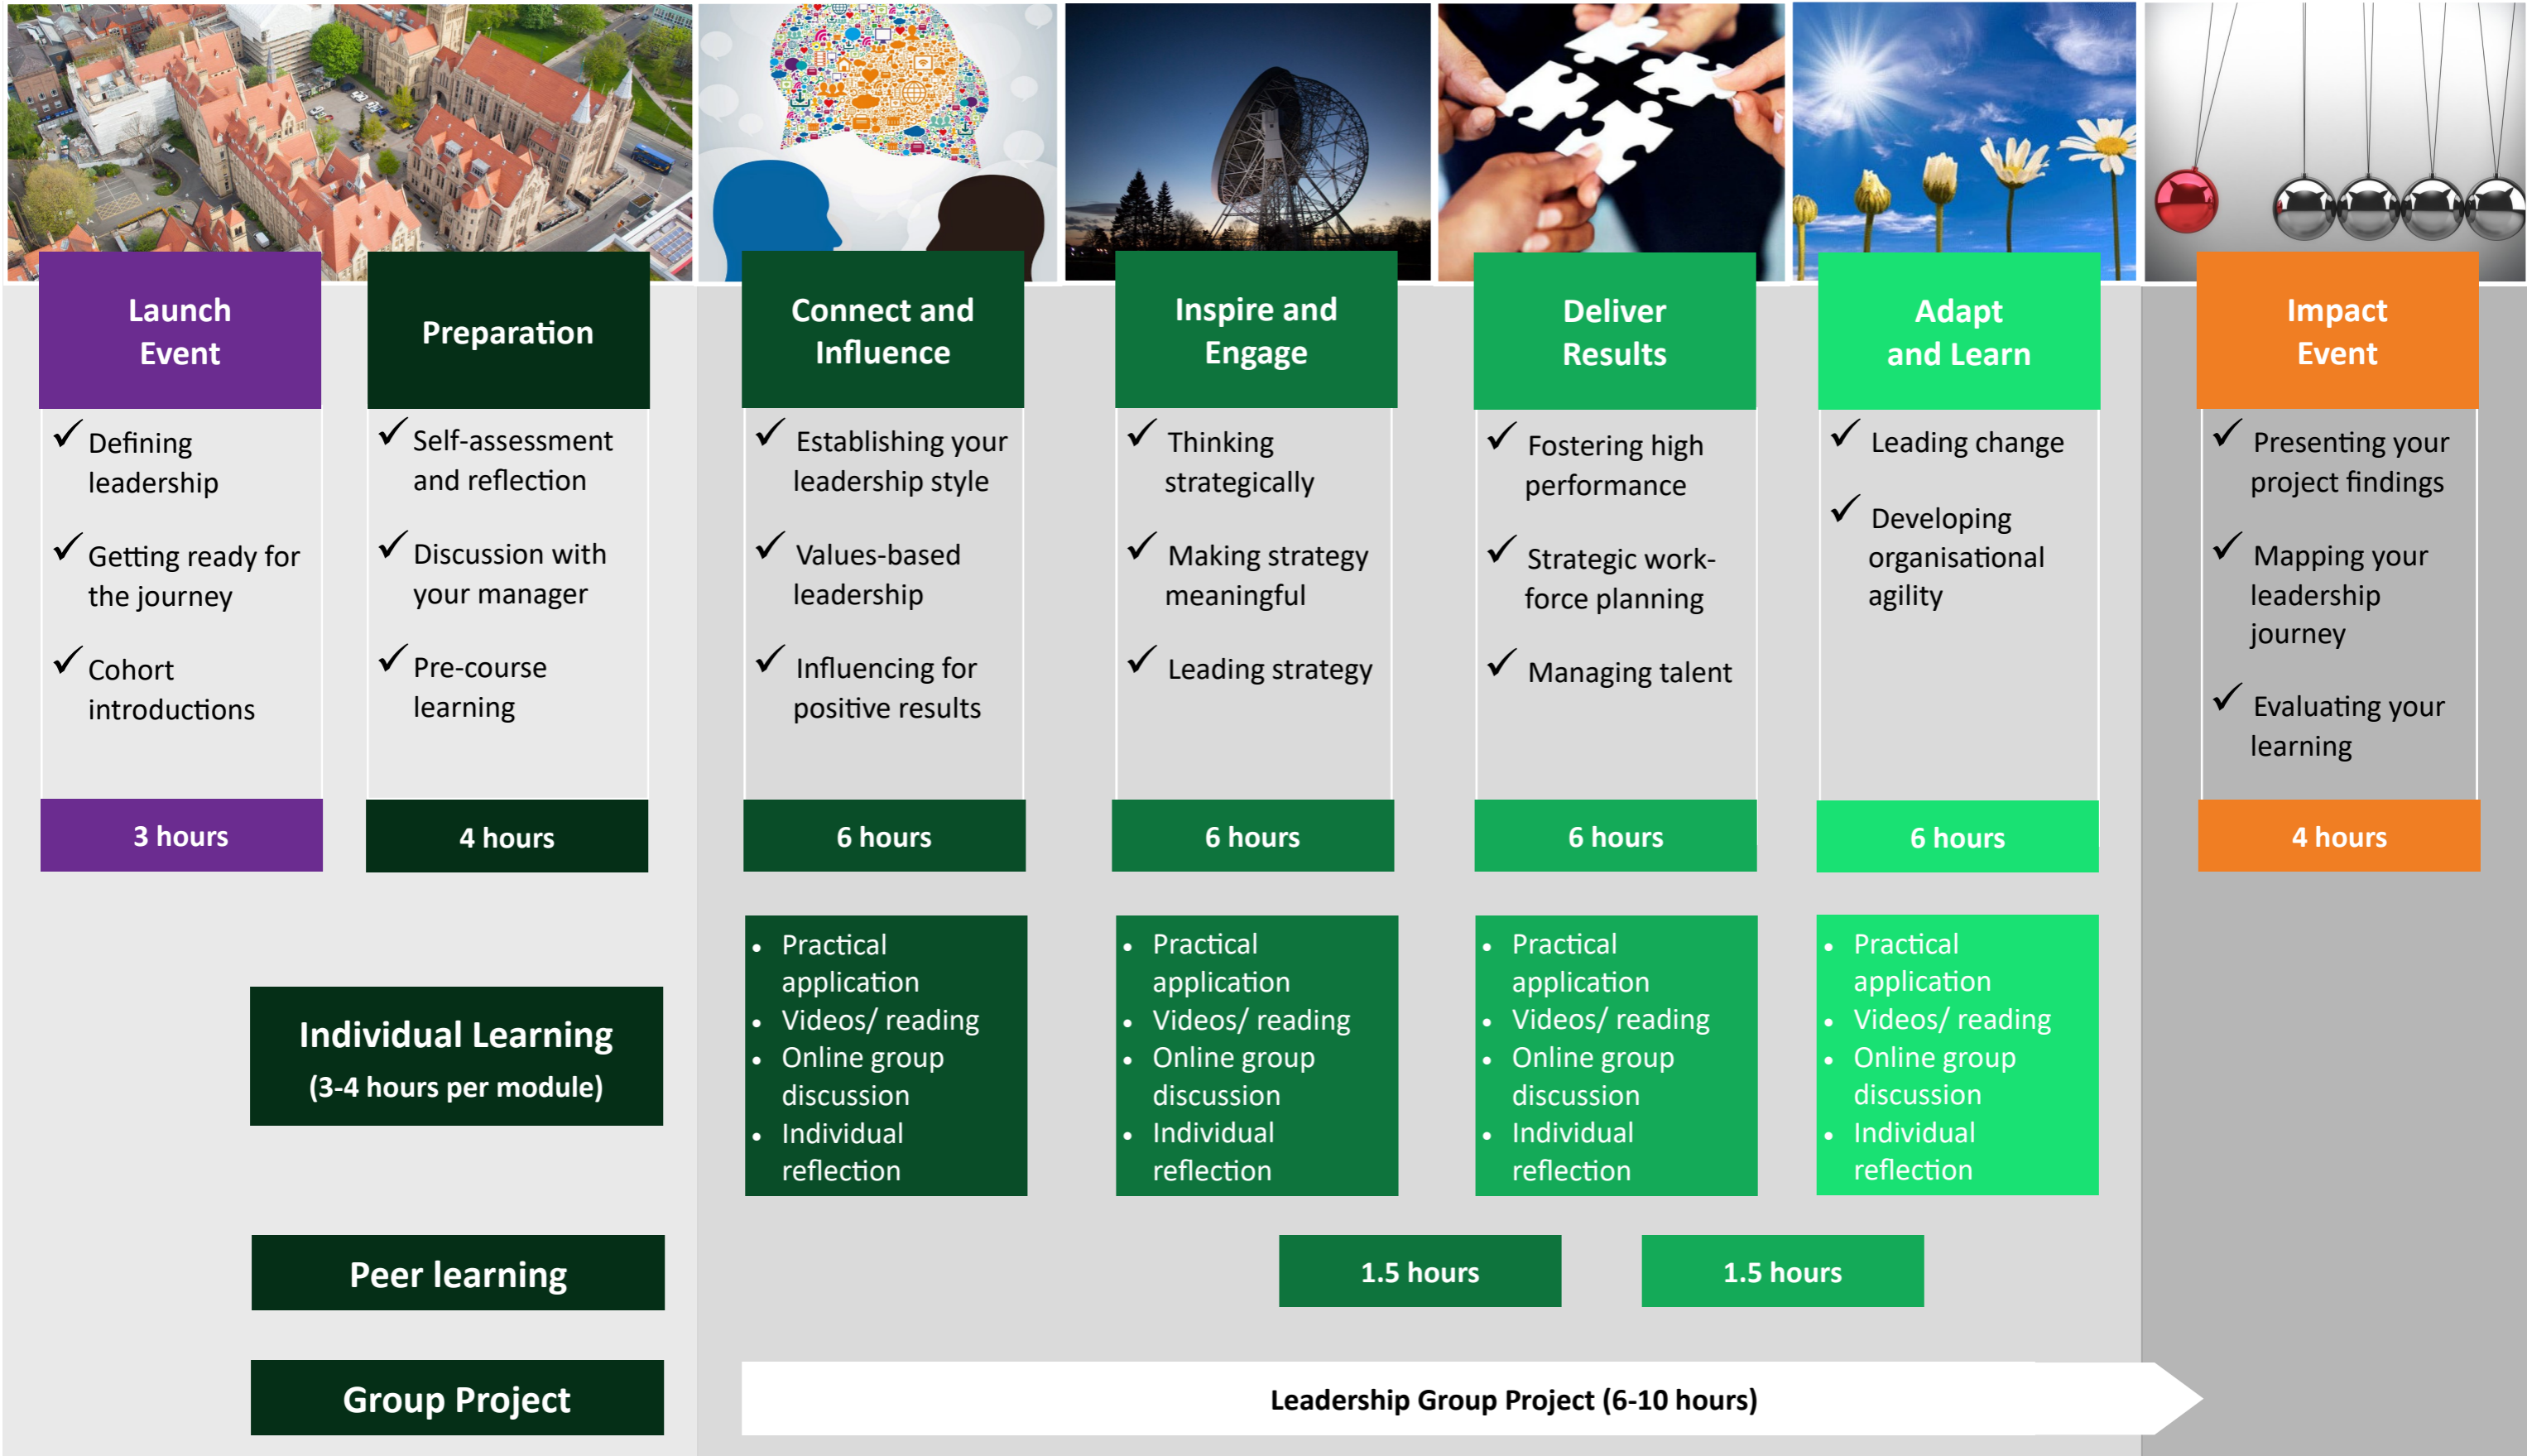 Launch
Event
Preparation
Connect and
Influence
Inspire and
Engage
Deliver
Results
Adapt
and Learn
Impact
Event
Defining
leadership
Getting ready for
the journey
Cohort
introductions
Self-assessment
and reflection
Discussion with
your manager
Pre-course
learning
Establishing your
leadership style
Values-based
leadership
Influencing for
positive results
Thinking
strategically
Making strategy
meaningful
Leading strategy
Fostering high
performance
Strategic work-
force planning
Managing talent
Leading change
Developing
organisational
agility
Presenting your
project findings
Mapping your
leadership
journey
Evaluating your
learning
3 hours
4 hours
6 hours
6 hours
6 hours
6 hours
4 hours
Individual Learning
(3-4 hours per module)
• Practical
application
• Videos/ reading
• Online group
discussion
• Individual
reflection
• Practical
application
• Videos/ reading
• Online group
discussion
• Individual
reflection
• Practical
application
• Videos/ reading
• Online group
discussion
• Individual
reflection
• Practical
application
• Videos/ reading
• Online group
discussion
• Individual
reflection
Peer learning
1.5 hours
1.5 hours
Group Project
Leadership Group Project (6-10 hours)